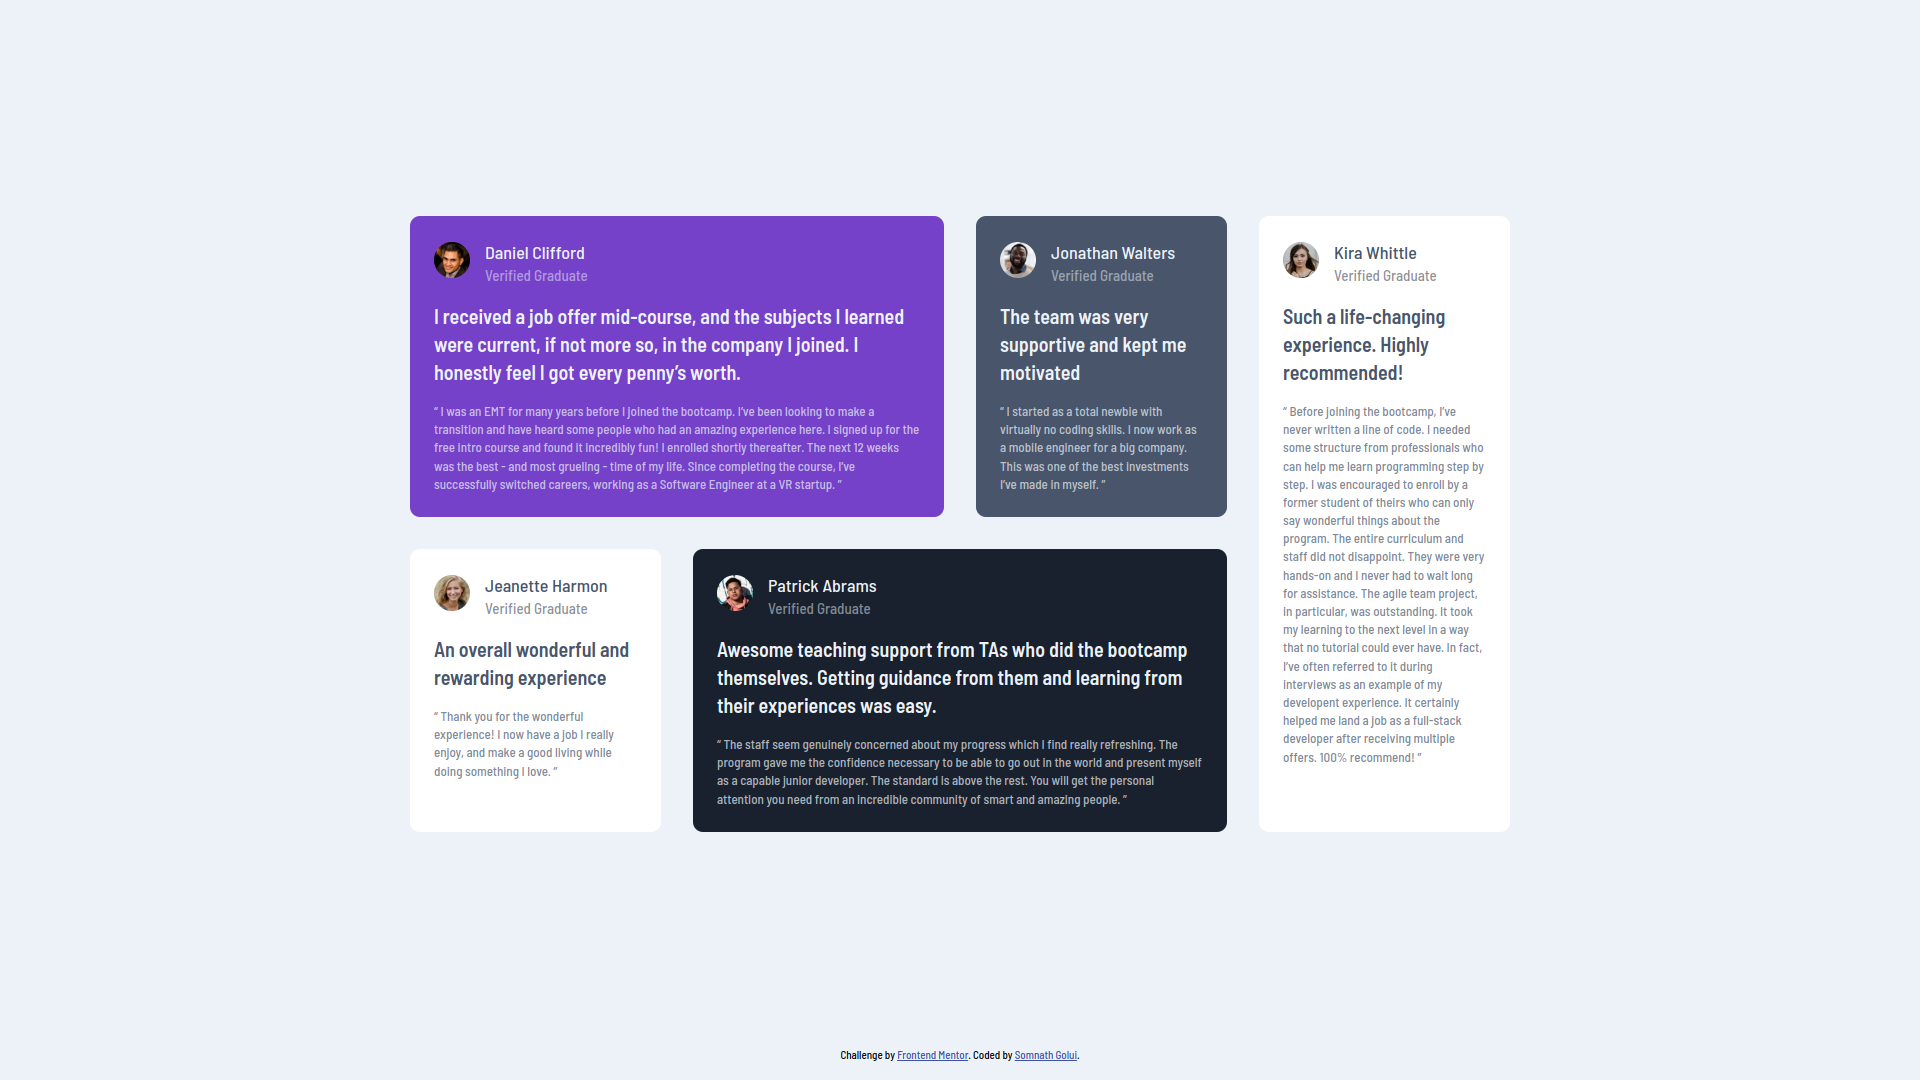 Daniel Clifford
Verified Graduate
I received a job offer mid-course, and the subjects I learned
were current, if not more so, in the company I joined. I
honestly feel I got every penny’s worth.
“ I was an EMT for many years before I joined the bootcamp. I’ve been looking to make a
transition and have heard some people who had an amazing experience here. I signed up for the
free intro course and found it incredibly fun! I enrolled shortly thereafter. The next 12 weeks
was the best - and most grueling - time of my life. Since completing the course, I’ve
successfully switched careers, working as a Software Engineer at a VR startup. ”
Jonathan Walters
Verified Graduate
The team was very
supportive and kept me
motivated
“ I started as a total newbie with
virtually no coding skills. I now work as
a mobile engineer for a big company.
This was one of the best investments
I’ve made in myself. ”
Kira Whittle
Verified Graduate
Such a life-changing
experience. Highly
recommended!
“ Before joining the bootcamp, I’ve
never written a line of code. I needed
some structure from professionals who
can help me learn programming step by
step. I was encouraged to enroll by a
former student of theirs who can only
say wonderful things about the
program. The entire curriculum and
staff did not disappoint. They were very
hands-on and I never had to wait long
for assistance. The agile team project,
in particular, was outstanding. It took
my learning to the next level in a way
that no tutorial could ever have. In fact,
I’ve often referred to it during
interviews as an example of my
developent experience. It certainly
helped me land a job as a full-stack
developer after receiving multiple
offers. 100% recommend! ”
Jeanette Harmon
Verified Graduate
An overall wonderful and
rewarding experience
“ Thank you for the wonderful
experience! I now have a job I really
enjoy, and make a good living while
doing something I love. ”
Patrick Abrams
Verified Graduate
Awesome teaching support from TAs who did the bootcamp
themselves. Getting guidance from them and learning from
their experiences was easy.
“ The staff seem genuinely concerned about my progress which I find really refreshing. The
program gave me the confidence necessary to be able to go out in the world and present myself
as a capable junior developer. The standard is above the rest. You will get the personal
attention you need from an incredible community of smart and amazing people. ”
Challenge by Frontend Mentor. Coded by Somnath Golui.